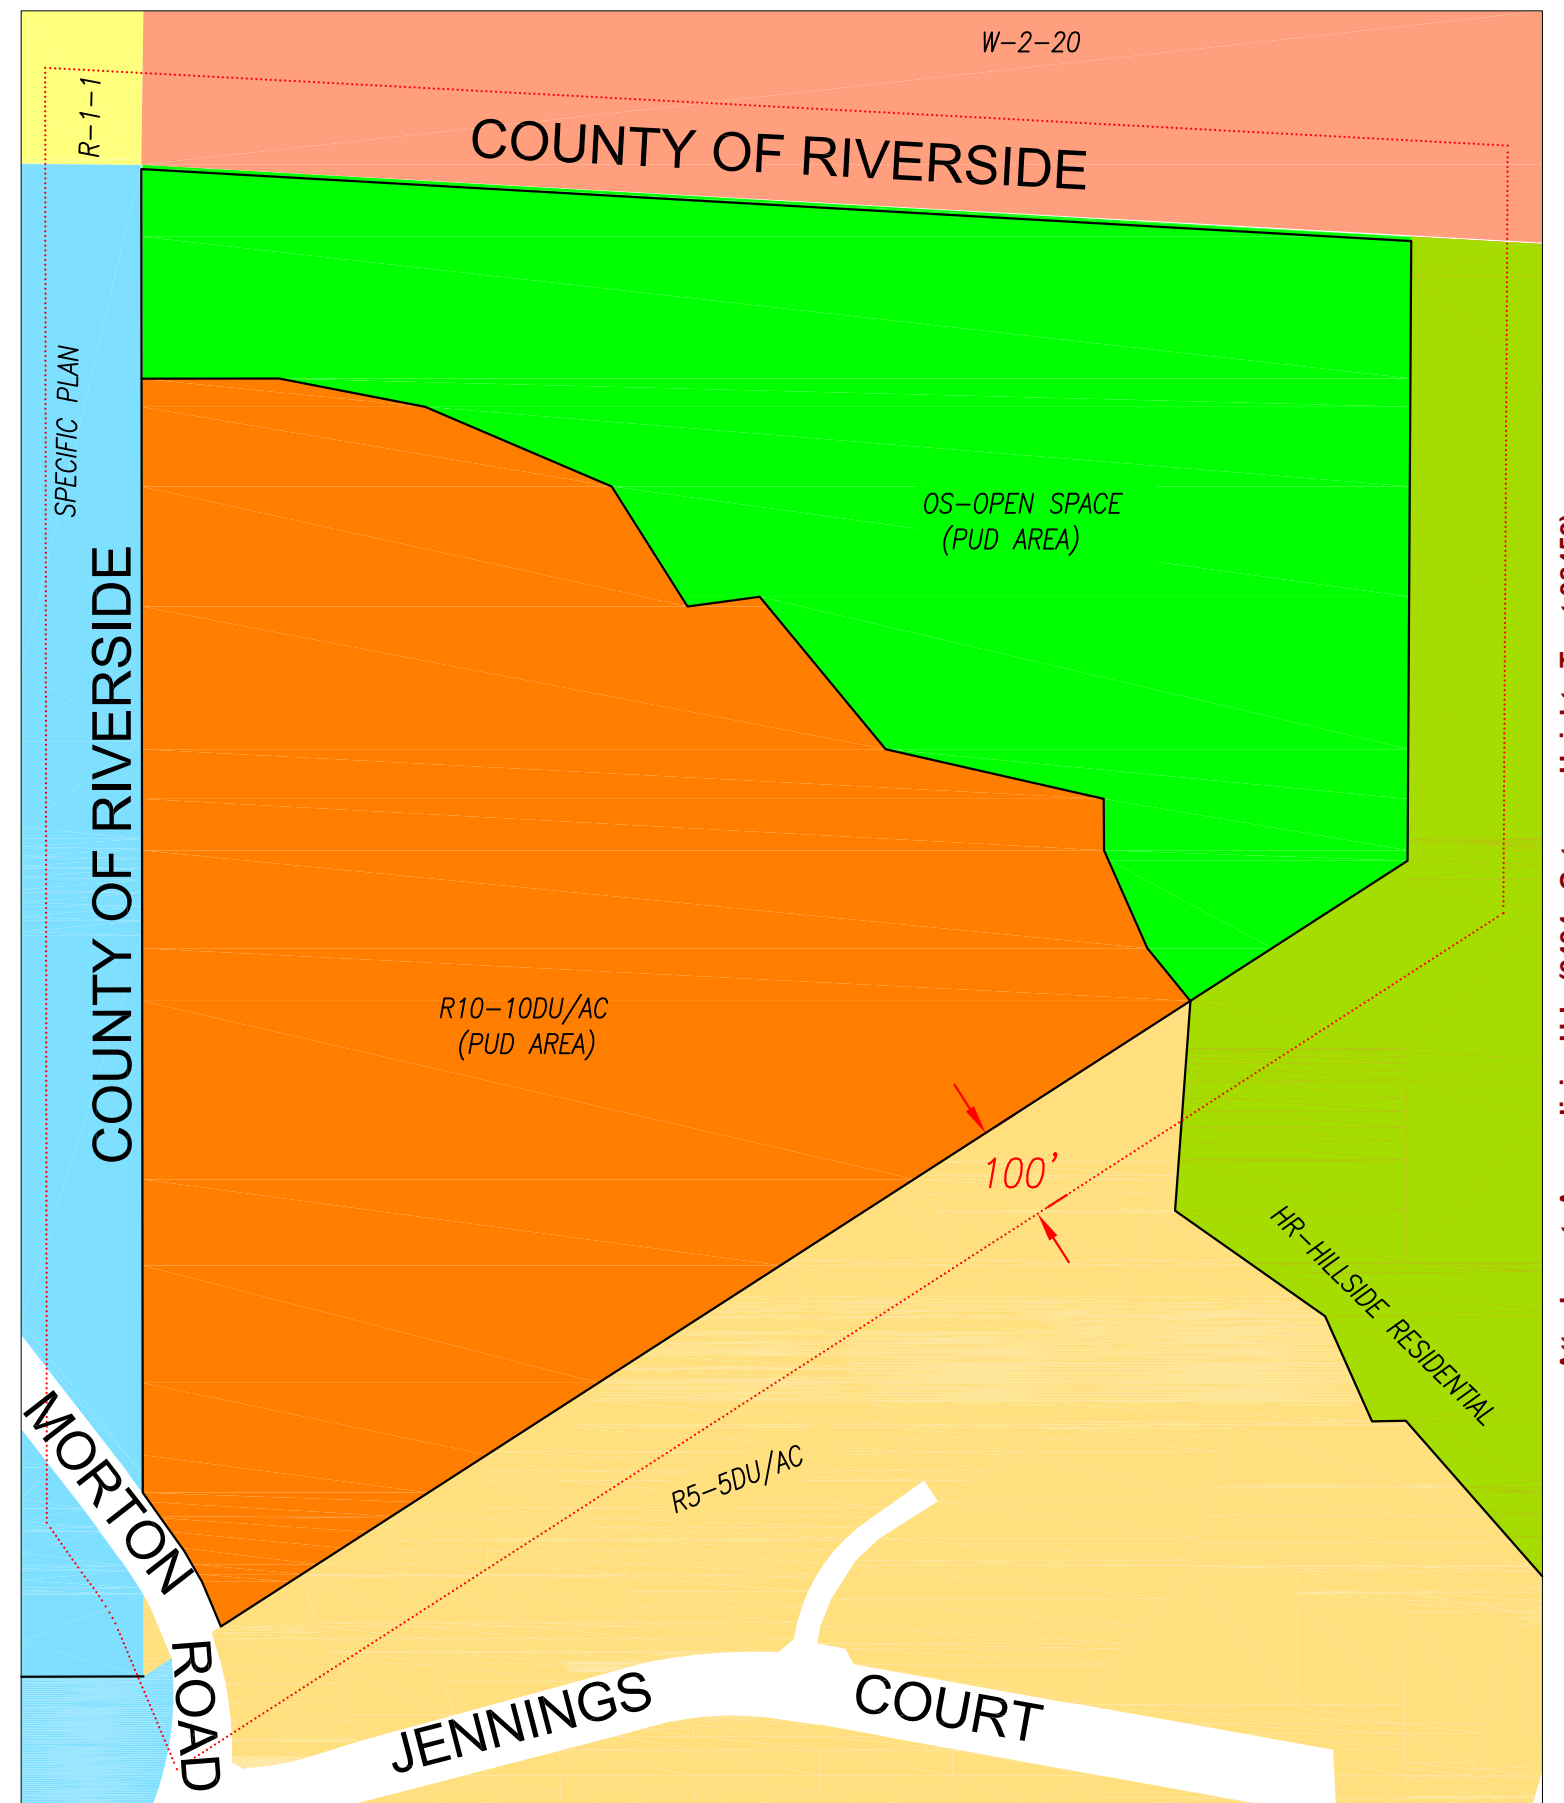 W-2-20
R-1-1
COUNTY OF RIVERSIDE
SPECIFIC PLAN
COUNTY OF RIVERSIDE
OS-OPEN SPACE
(PUD AREA)
R10-10DU/AC
(PUD AREA)
100'
HR-HILLSIDE RESIDENTIAL
R5-5DU/AC
MORTON ROAD
JENNINGS COURT